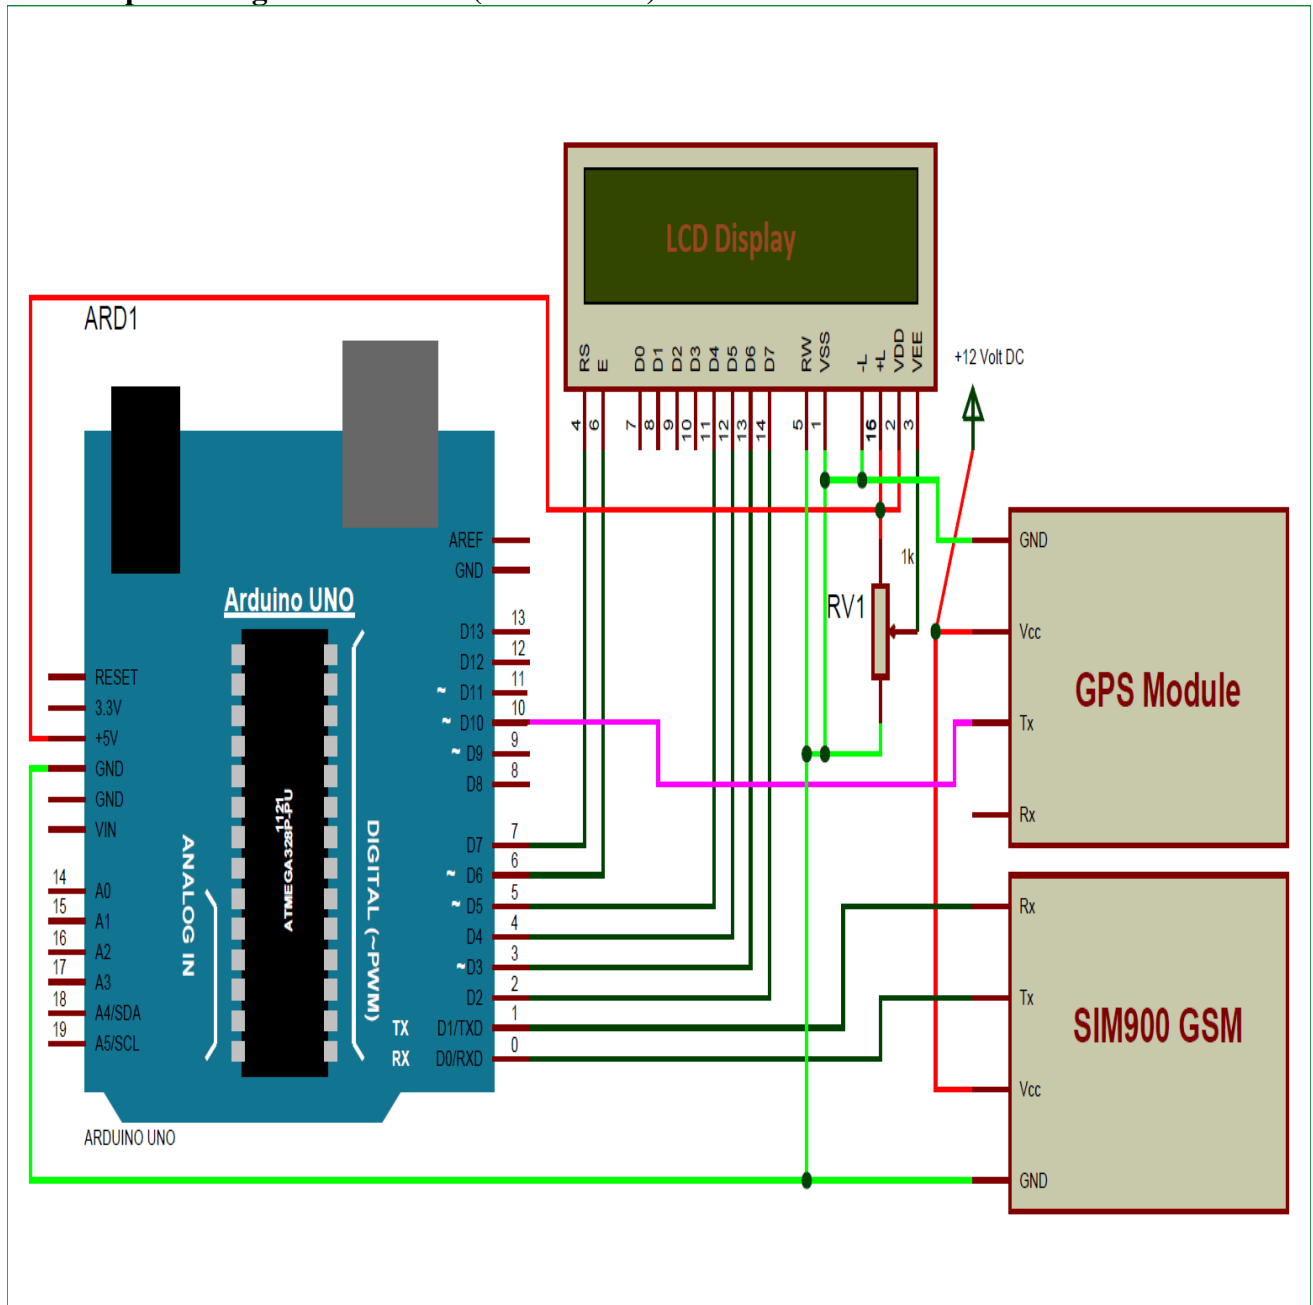 LCD Display
RS
E
D0
D1
D2
D3
D4
D5
D6
D7
RW
VSS
-L
+L
VDD
VEE
4
6
7
8
9
10
11
12
13
14
5
1
16
2
3
+12 Volt DC
ARD1
Arduino UNO
RESET
3.3V
+5V
GND
GND
VIN
14 A0
15 A1
16 A2
17 A3
18 A4/SDA
19 A5/SCL
ANALOG IN
1121
ATMEGA328P-PU
DIGITAL (~PWM)
AREF
GND
D13 13
D12 12
~ D11 11
~ D10 10
~ D9 9
D8 8
D7 7
~ D6 6
~ D5 5
D4 4
~D3 3
D2 2
TX D1/TXD 1
RX D0/RXD 0
ARDUINO UNO
1k
RV1
GND
Vcc
Tx
Rx
GPS Module
Rx
Tx
Vcc
GND
SIM900 GSM